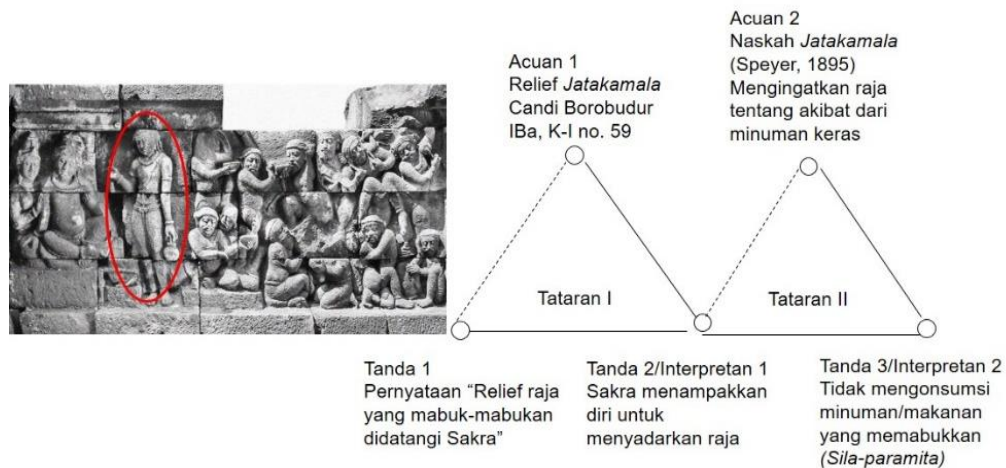 Acuan 1
Relief Jatakamala
Candi Borobudur
IBa, K-I no. 59
Acuan 2
Naskah Jatakamala
(Speyer, 1895)
Mengingatkan raja
tentang akibat dari
minuman keras
Tataran I
Tataran II
Tanda 1
Pernyataan “Relief raja
yang mabuk-mabukan
didatangi Sakra”
Tanda 2/Interpretan 1
Sakra menampakkan
diri untuk
menyadarkan raja
Tanda 3/Interpretan 2
Tidak mengonsumsi
minuman/makanan
yang memabukkan
(Sila-paramita)